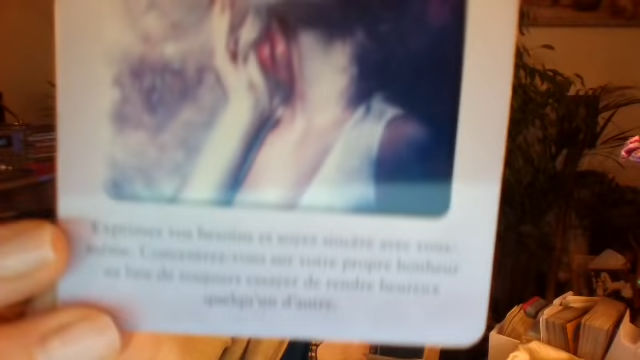 Exprimez vos besoins et soyez sincère avec vous-
même. Concentrez-vous sur votre propre bonheur
au lieu de toujours essayer de rendre heureux
quelqu'un d'autre.